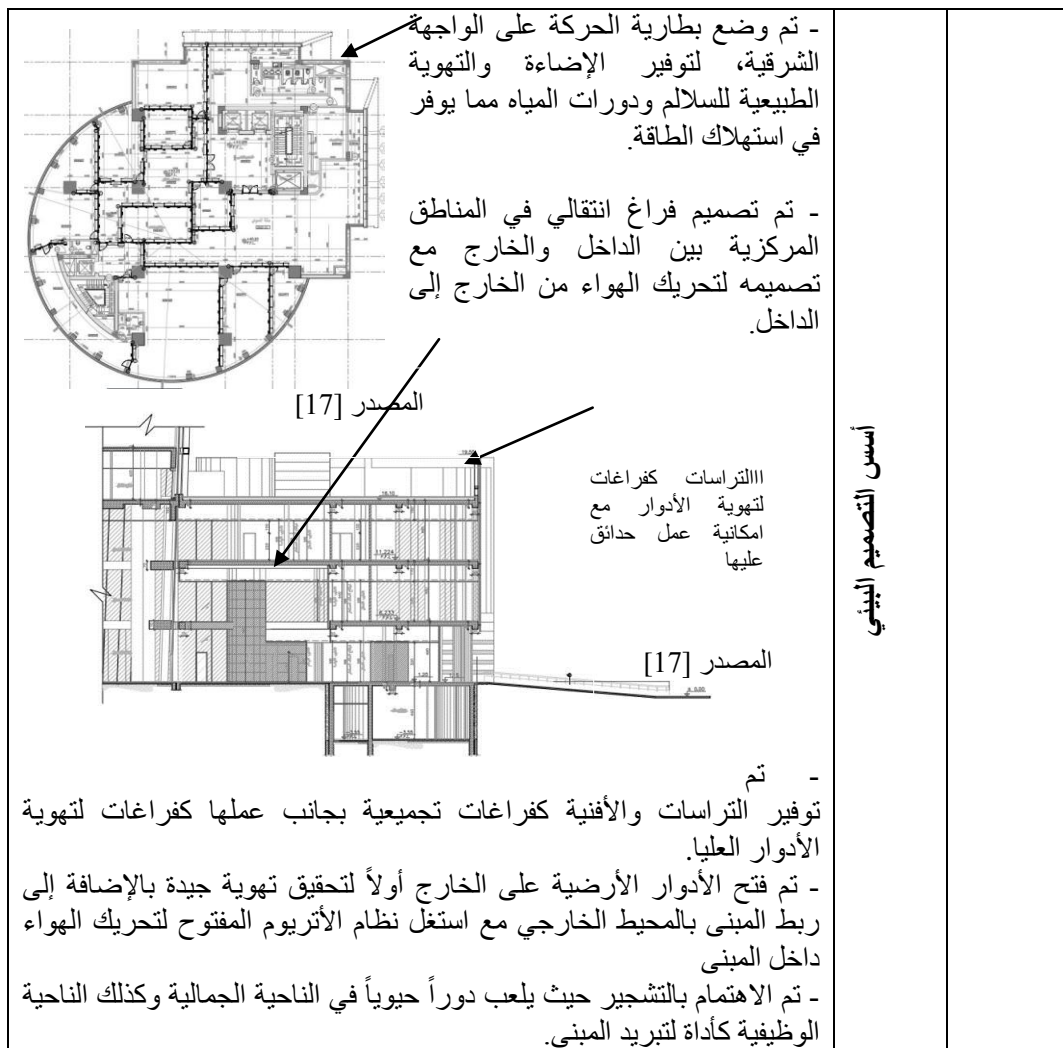 - تم وضع بطارية الحركة على الواجهة
الشرقية، لتوفير الإضاءة والتهوية
الطبيعية للسلالم ودورات المياه مما يوفر
في استهلاك الطاقة.
- تم تصميم فراغ انتقالي في المناطق
المركزية بين الداخل والخارج مع
تصميمه لتحريك الهواء من الخارج إلى
الداخل.
المصدر [17]
االتراسات كفراغات
لتهوية الأدوار مع
امكانية عمل حدائق
عليها
المصدر [17]
أسس التصميم البيئي
- تم
توفير التراسات والأفنية كفراغات تجميعية بجانب عملها كفراغات لتهوية
الأدوار العليا.
- تم فتح الأدوار الأرضية على الخارج أولاً لتحقيق تهوية جيدة بالإضافة إلى
ربط المبنى بالمحيط الخارجي مع استغل نظام الأتريوم المفتوح لتحريك الهواء
داخل المبنى
- تم الاهتمام بالتشجير حيث يلعب دوراً حيوياً في الناحية الجمالية وكذلك الناحية
الوظيفية كأداة لتبريد المبنى.